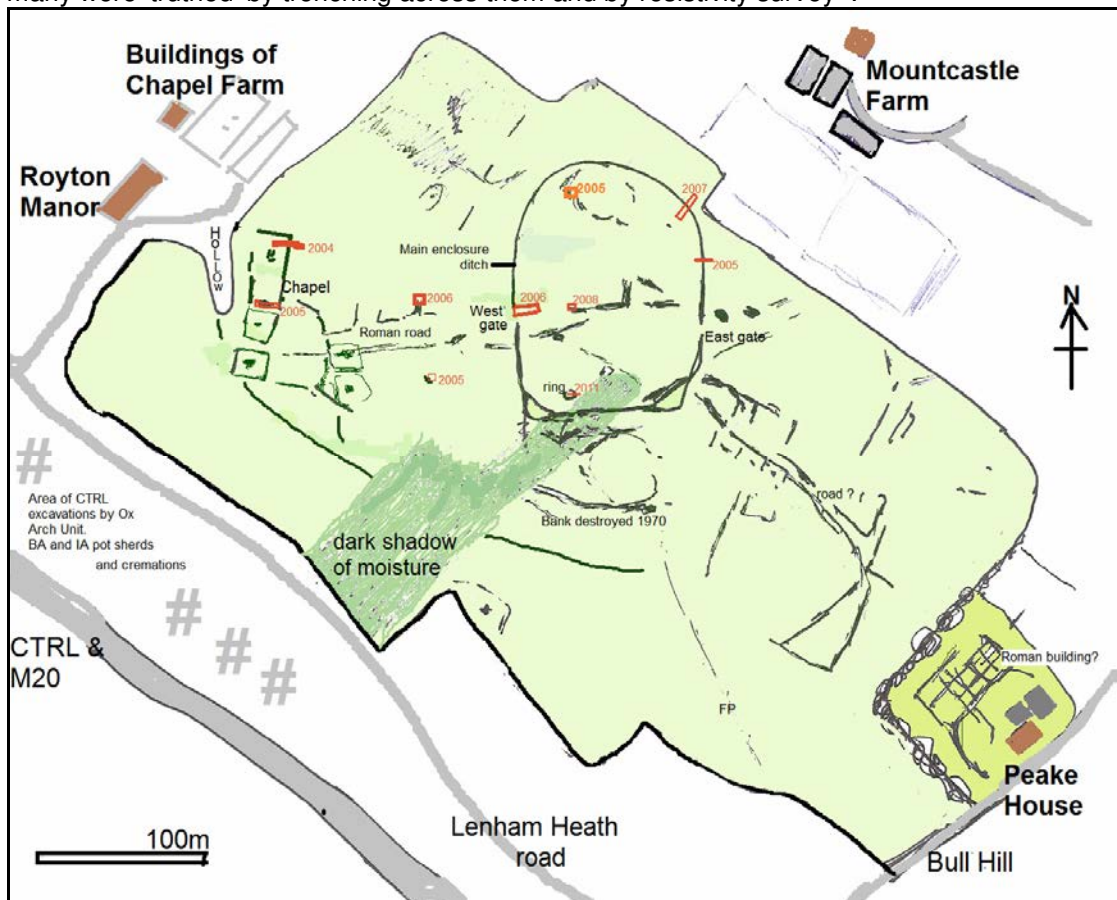 many were ‘truthed’ by trenching across them and by resistivity survey”.
Buildings of
Chapel Farm
Mountcastle
Farm
Royton
Manor
HOLLOW
2005
2007
2004
Main enclosure
ditch
2005
Chapel
2005
2006
2006
2008
West
gate
Roman road
East gate
N
2005
ring
2011
#
Area of CTRL
excavations by Ox
Arch Unit.
BA and IA pot sherds
and cremations
road ?
Bank destroyed 1970
dark shadow
of moisture
#
#
#
CTRL &
M20
Roman building?
FP
Peake
House
100m
Lenham Heath
road
Bull Hill